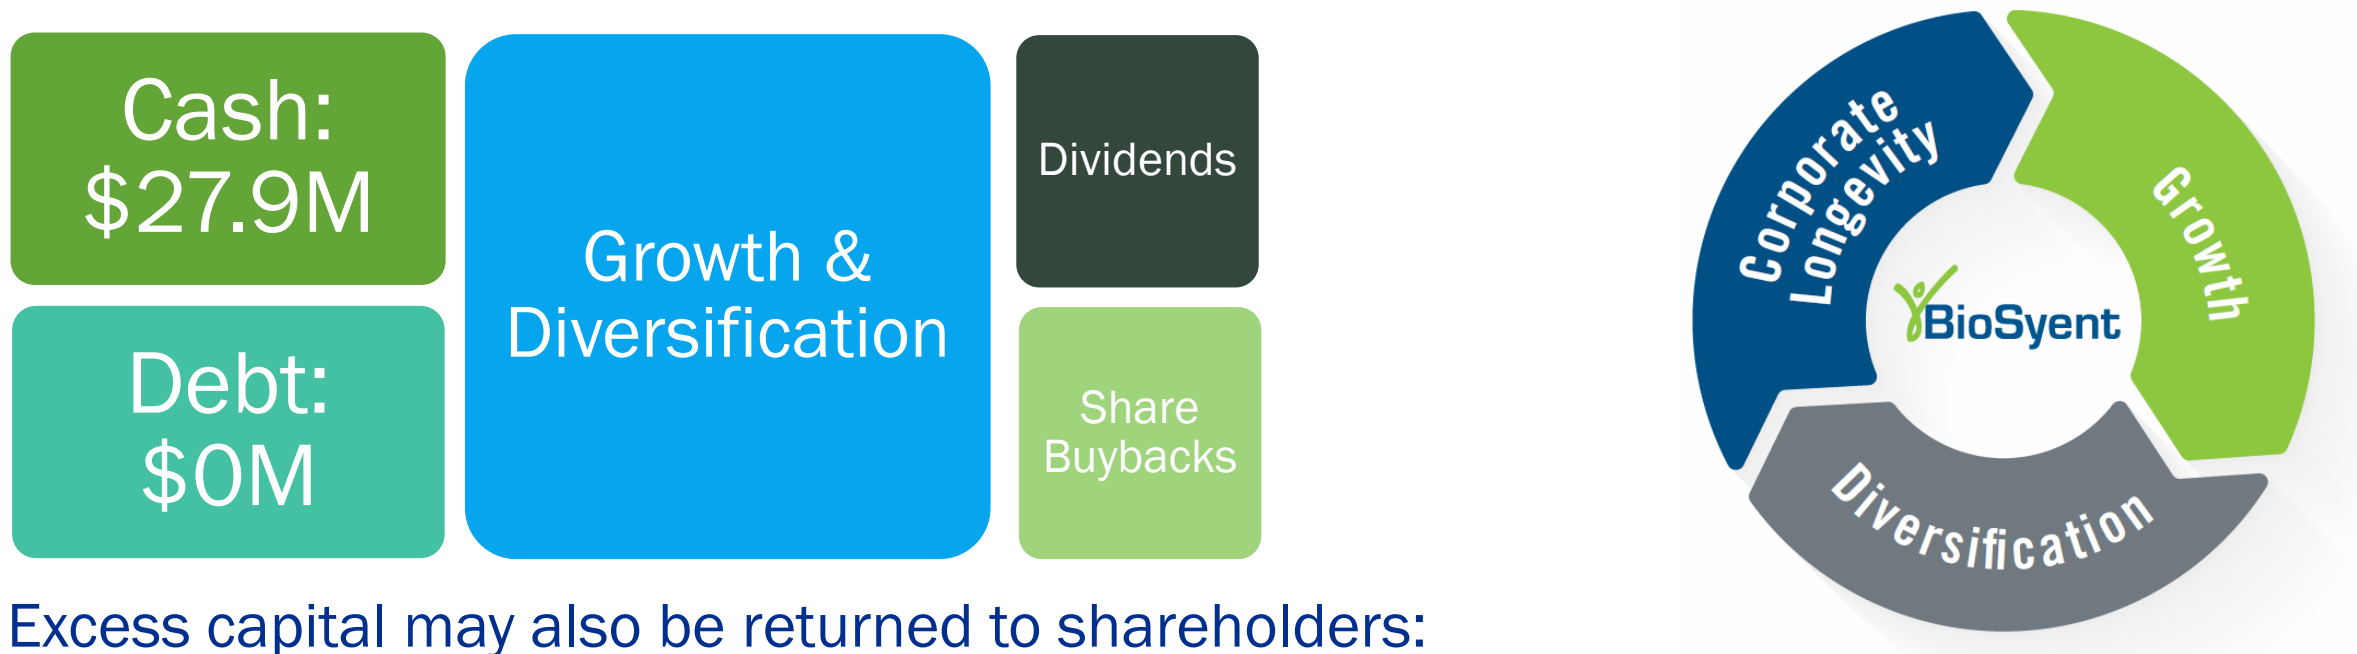 Cash:
$27.9M
Debt:
$0M
Growth &
Diversification
Dividends
Share
Buybacks
Excess capital may also be returned to shareholders:
Corporate
Longevity
Growth
Diversification
BioSyent